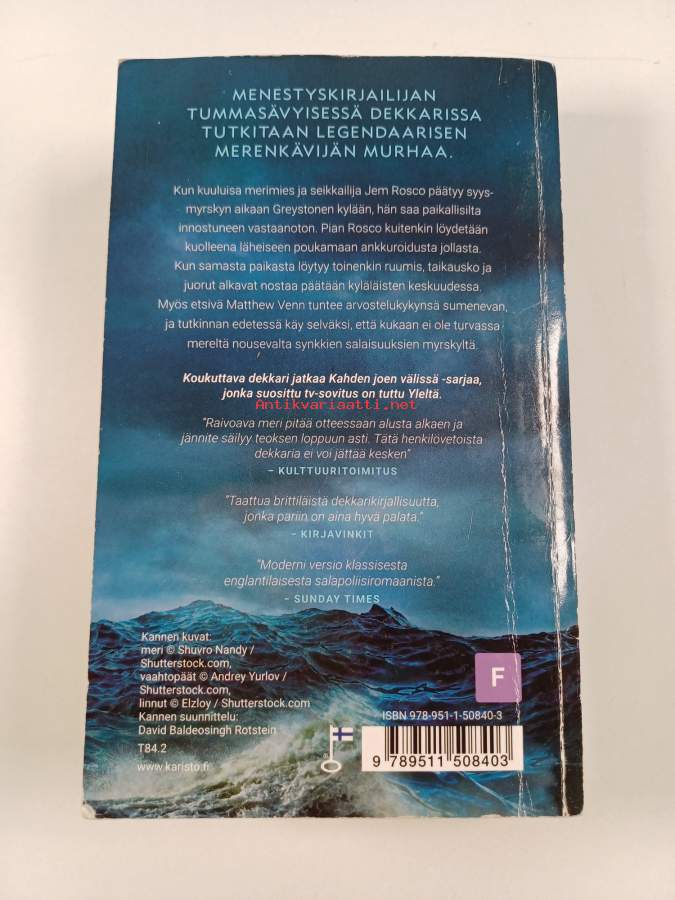 MENESTYSKIRJAILIJAN
TUMMASÄVYISESSÄ DEKKARISSA
TUTKITAAN LEGENDAARISEN
MERENKÄVIJÄN MURHAA.
Kun kuuluisa merimies ja seikkailija Jem Rosco päätyy syys-
myrskyn aikaan Greystonen kylään, hän saa paikallisilta
innostuneen vastaanoton. Pian Rosco kuitenkin löydetään
kuolleena läheiseen poukamaan ankkuroidusta jollasta.
Kun samasta paikasta löytyy toinenkin ruumis, taikausko ja
juorut alkavat nostaa päätään kyläläisten keskuudessa.
Myös etsivä Matthew Venn tuntee arvostelukykynsä sumenevan,
ja tutkinnan edetessä käy selväksi, että kukaan ei ole turvassa
mereltä nousevalta synkkien salaisuuksien myrskyltä.
Koukuttava dekkari jatkaa Kahden joen välissä -sarjaa,
jonka suosittu tv-sovitus on tuttu Yleltä.
Antikvariaatti.net
"Raivoava meri pitää otteessaan alusta alkaen ja
jännite säilyy teoksen loppuun asti. Tätä henkilövetoista
dekkaria ei voi jättää kesken"
– KULTTUURITOIMITUS
"Taattua brittiläistä dekkarikirjallisuutta,
jonka pariin on aina hyvä palata."
– KIRJAVINKIT
"Moderni versio klassisesta
englantilaisesta salapoliisiromaanista."
– SUNDAY TIMES
Kannen kuvat:
meri © Shuvro Nandy /
Shutterstock.com,
vaahtopäät © Andrey Yurlov /
Shutterstock.com,
linnut © Elzloy / Shutterstock.com
Kannen suunnittelu:
David Baldeosingh Rotstein
T84.2
www.karisto.fi
F
ISBN 978-951-1-50840-3
9 789511 508403